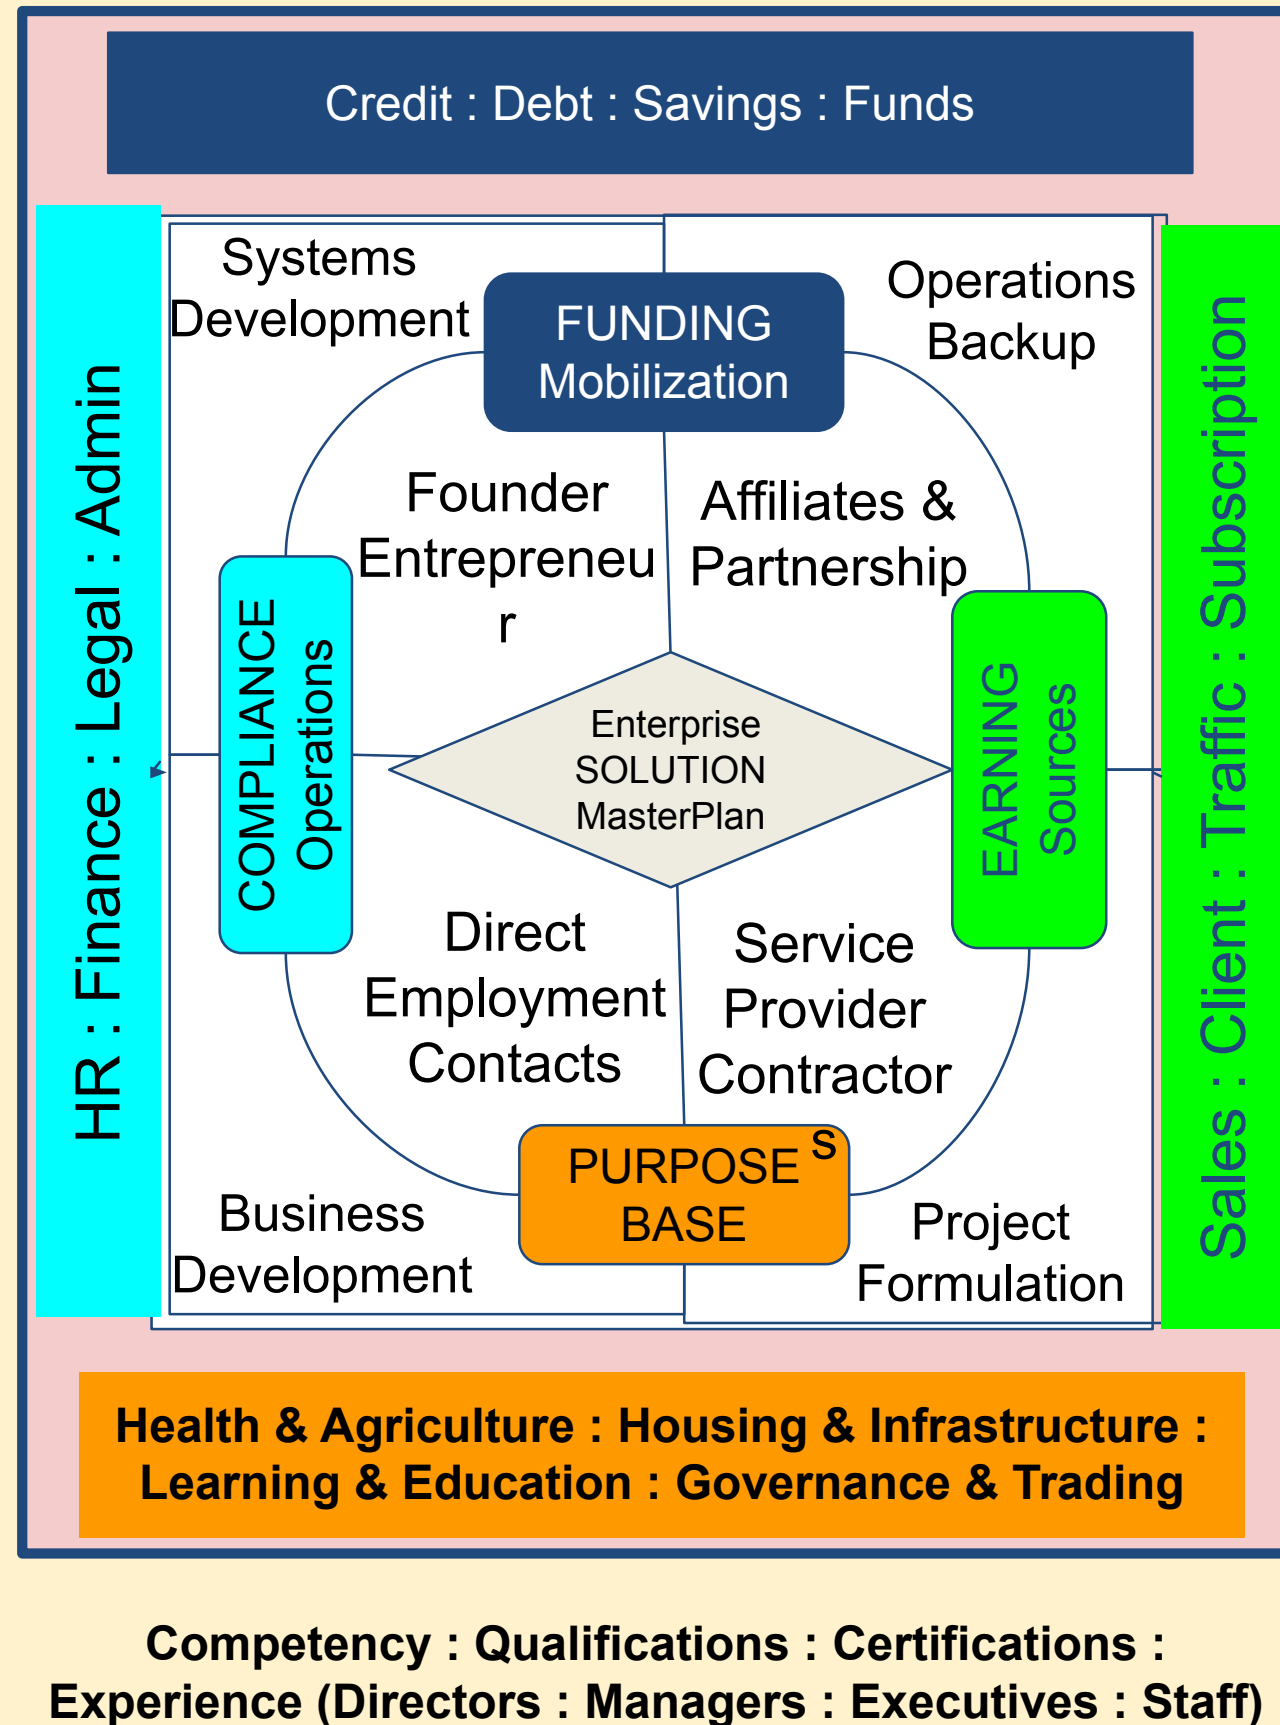 Credit : Debt : Savings : Funds
Systems
Development
FUNDING
Mobilization
Operations
Backup
HR : Finance : Legal : Admin
Founder
Entrepreneu
r
Affiliates &
Partnership
Sales : Client : Traffic : Subscription
COMPLIANCE
Operations
Enterprise
SOLUTION
MasterPlan
EARNING
Sources
Direct
Employment
Contacts
Service
Provider
Contractor
s
PURPOSE
BASE
Business
Development
Project
Formulation
Health & Agriculture : Housing & Infrastructure :
Learning & Education : Governance & Trading
Competency : Qualifications : Certifications :
Experience (Directors : Managers : Executives : Staff)